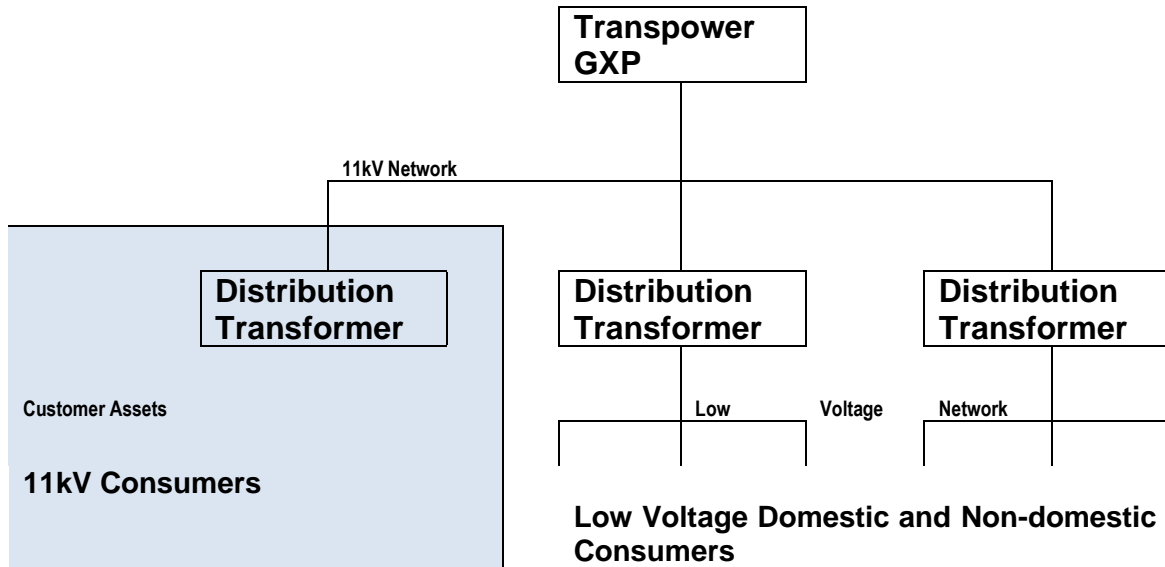 Transpower
GXP
11kV Network
Distribution
Transformer
Distribution
Transformer
Distribution
Transformer
Customer Assets
Low Voltage Network
11kV Consumers
Low Voltage Domestic and Non-domestic
Consumers